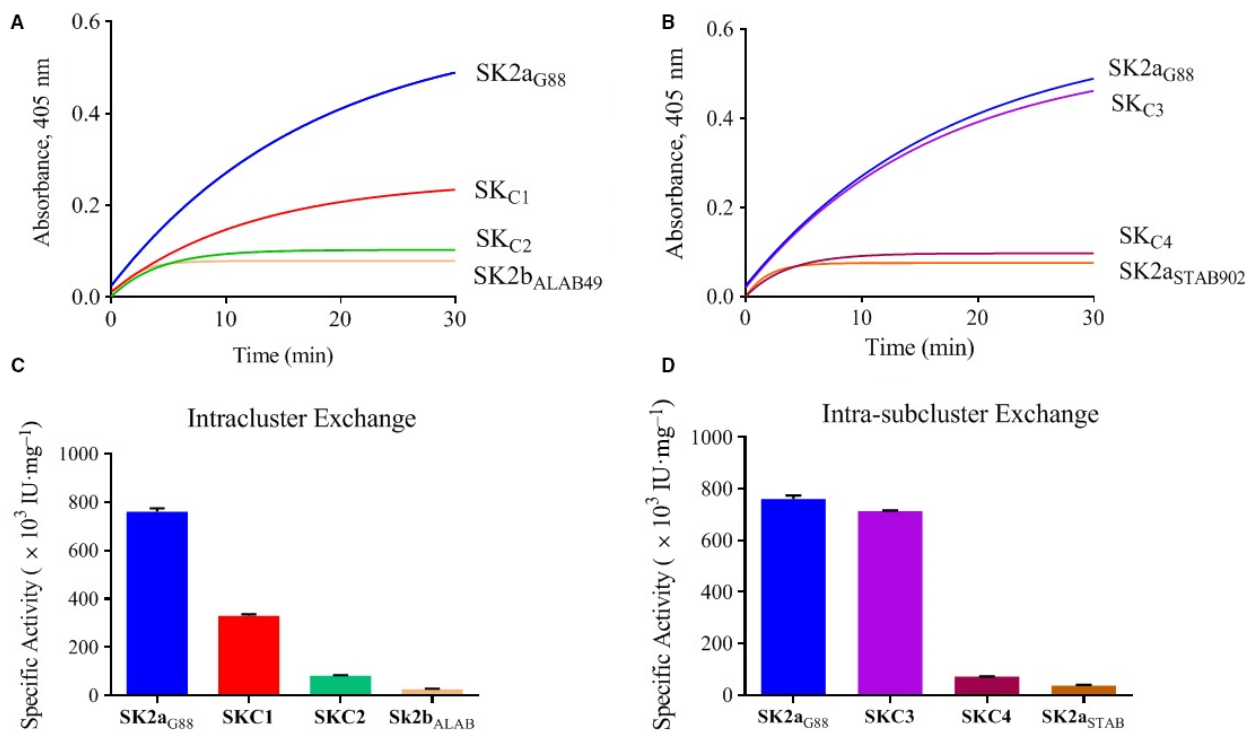 A
Absorbance, 405 nm
0.6
0.4
0.2
0.0
0
10
20
30
Time (min)
SK2aG88
SKC1
SKC2
SK2bALAB49
B
Absorbance, 405 nm
0.6
0.4
0.2
0.0
0
10
20
30
Time (min)
SK2aG88
SKC3
SKC4
SK2aSTAB902
C
Intracluster Exchange
Specific Activity ( × 10³ IU·mg⁻¹)
1000
800
600
400
200
0
SK2aG88
SKC1
SKC2
Sk2bALAB
D
Intra-subcluster Exchange
Specific Activity ( × 10³ IU·mg⁻¹)
1000
800
600
400
200
0
SK2aG88
SKC3
SKC4
SK2aSTAB